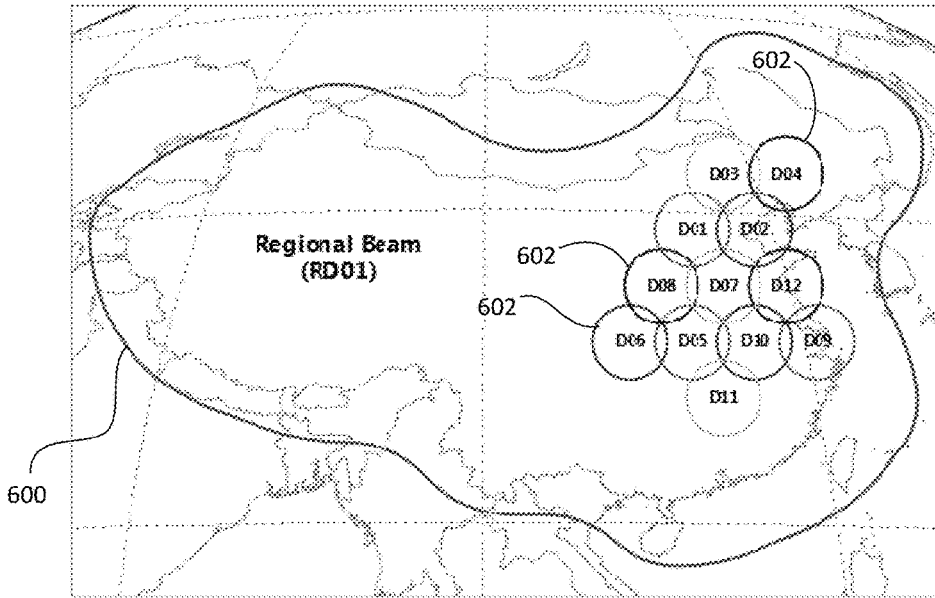 602
D03 D04
D01 D02
Regional Beam
(RD01)
602
D08 D07 D12
602
D06 D05 D10 D09
D11
600